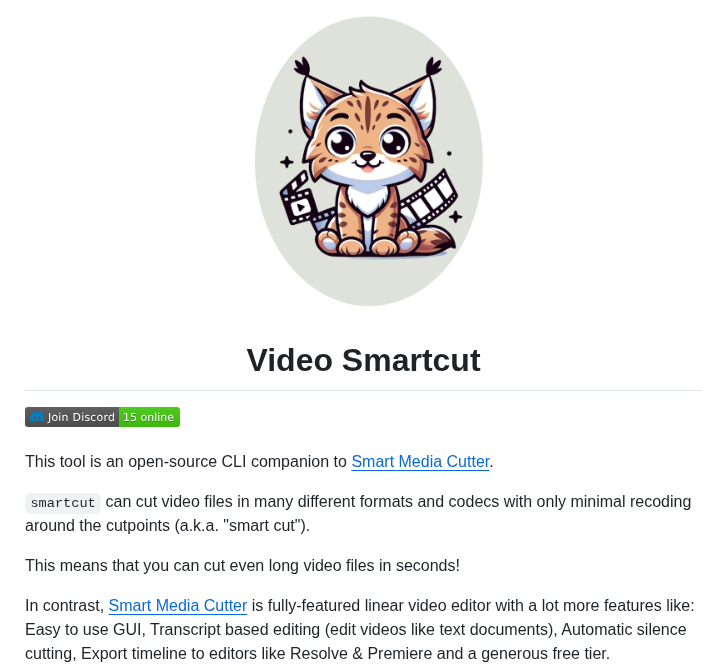 Video Smartcut
Join Discord 15 online
This tool is an open-source CLI companion to Smart Media Cutter.
smartcut can cut video files in many different formats and codecs with only minimal recoding
around the cutpoints (a.k.a. "smart cut").
This means that you can cut even long video files in seconds!
In contrast, Smart Media Cutter is fully-featured linear video editor with a lot more features like:
Easy to use GUI, Transcript based editing (edit videos like text documents), Automatic silence
cutting, Export timeline to editors like Resolve & Premiere and a generous free tier.